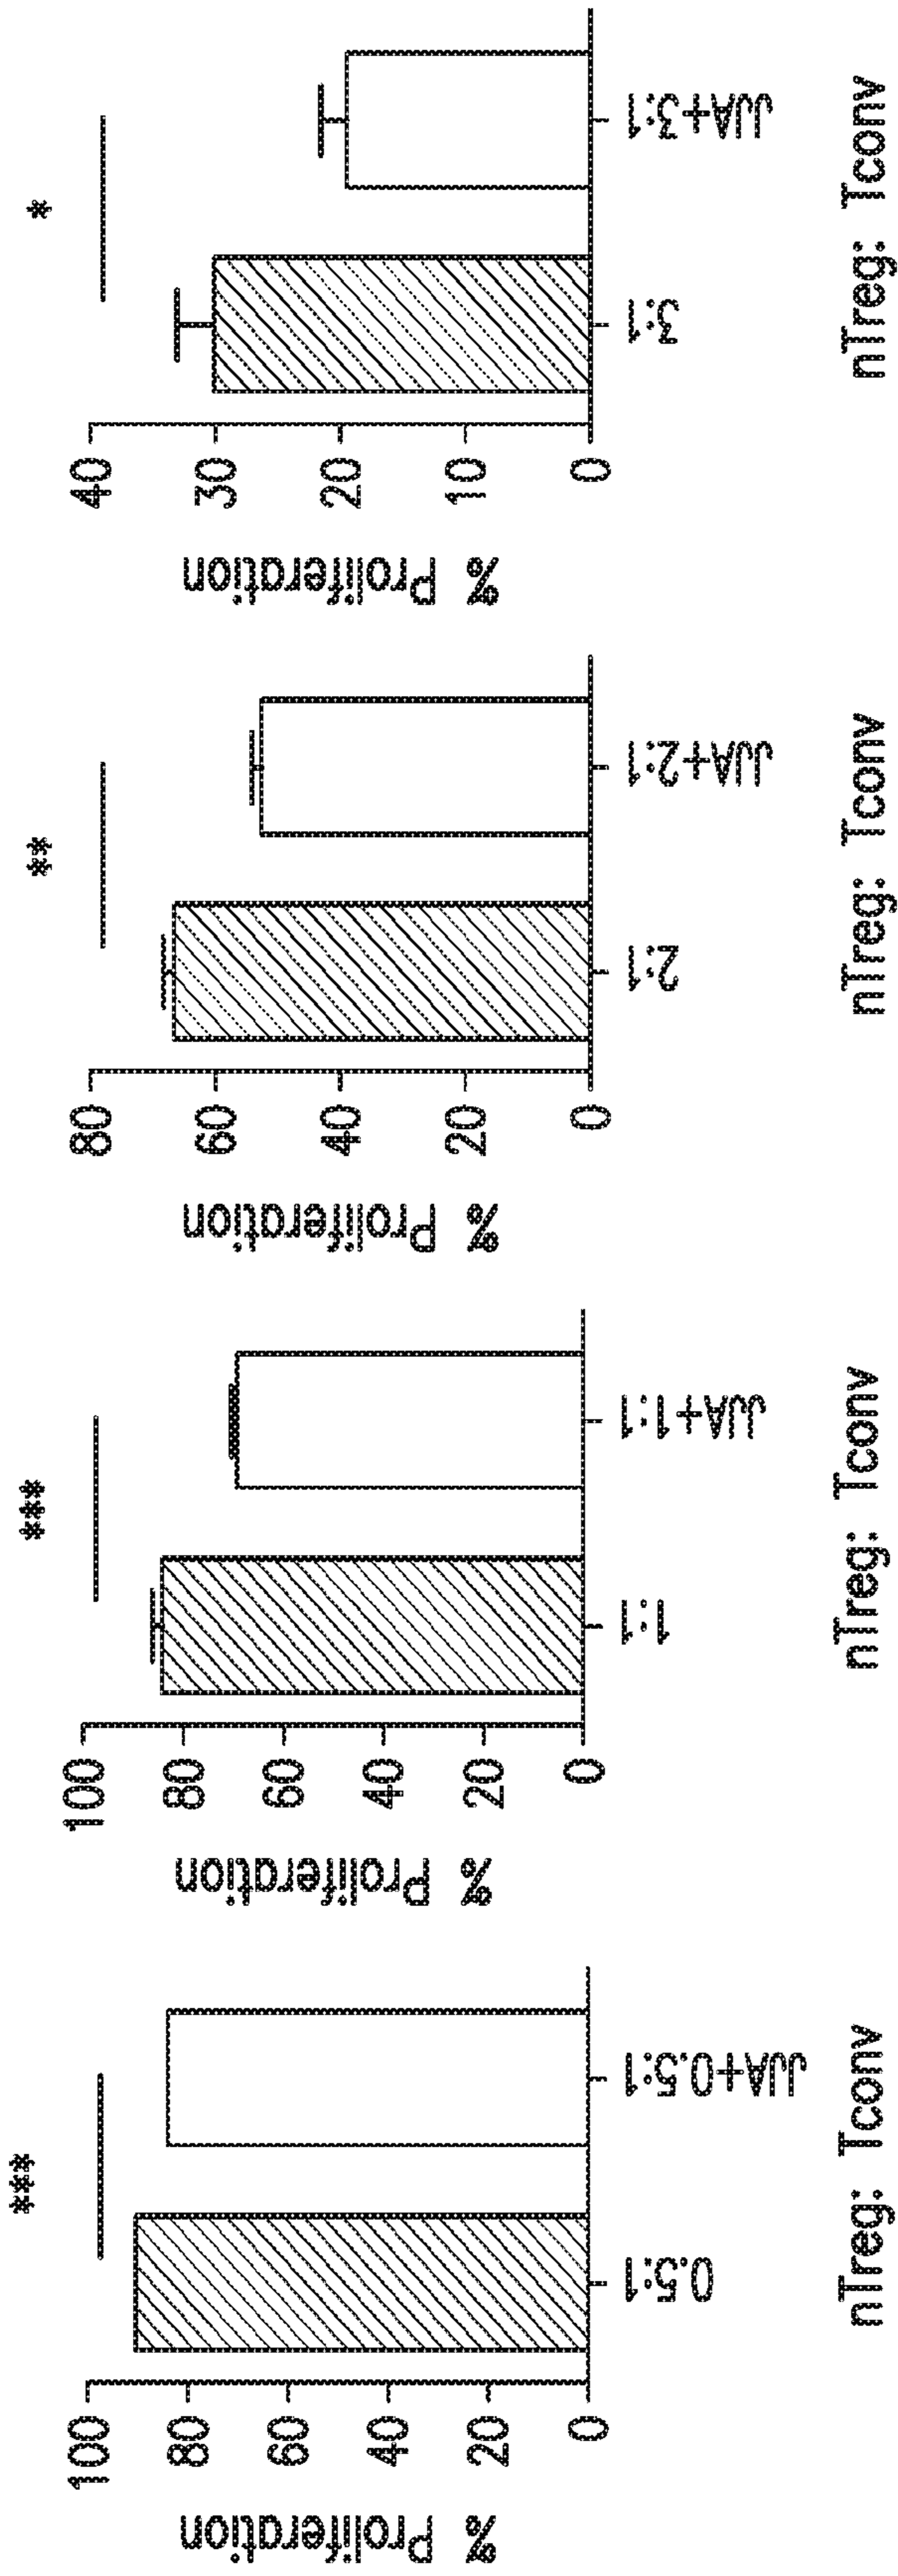 ***
% Proliferation
100
80
60
40
20
0
0.5:1
JJA+0.5:1
nTreg: Tconv
***
% Proliferation
100
80
60
40
20
0
1:1
JJA+1:1
nTreg: Tconv
**
% Proliferation
80
60
40
20
0
2:1
JJA+2:1
nTreg: Tconv
*
% Proliferation
40
30
20
10
0
3:1
JJA+3:1
nTreg: Tconv